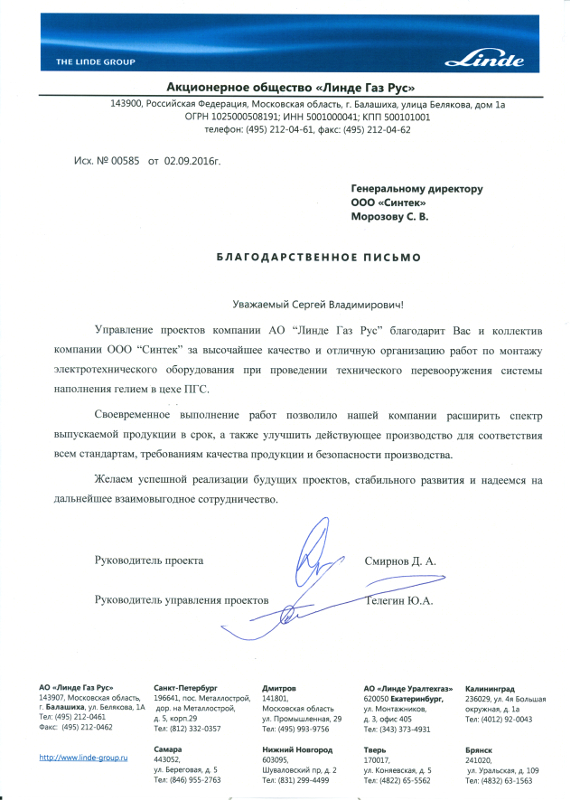 THE LINDE GROUP
Linde
Акционерное общество «Линде Газ Рус»
143900, Российская Федерация, Московская область, г. Балашиха, улица Белякова, дом 1а
ОГРН 1025000508191; ИНН 5001000041; КПП 500101001
телефон: (495) 212-04-61, факс: (495) 212-04-62
Исх. № 00585 от 02.09.2016г.
Генеральному директору
ООО «Синтек»
Морозову С. В.
БЛАГОДАРСТВЕННОЕ ПИСЬМО
Уважаемый Сергей Владимирович!
Управление проектов компании АО “Линде Газ Рус” благодарит Вас и коллектив
компании ООО “Синтек” за высочайшее качество и отличную организацию работ по монтажу
электротехнического оборудования при проведении технического перевооружения системы
наполнения гелием в цехе ПГС.
Своевременное выполнение работ позволило нашей компании расширить спектр
выпускаемой продукции в срок, а также улучшить действующее производство для соответствия
всем стандартам, требованиям качества продукции и безопасности производства.
Желаем успешной реализации будущих проектов, стабильного развития и надеемся на
дальнейшее взаимовыгодное сотрудничество.
Руководитель проекта Смирнов Д. А.
Руководитель управления проектов Телегин Ю.А.
АО «Линде Газ Рус»
143907, Московская область,
г. Балашиха, ул. Белякова, 1А
Тел: (495) 212-0461
Факс: (495) 212-0462
http://www.linde-group.ru
Санкт-Петербург
196641, пос. Металлострой,
дор. на Металлострой,
д. 5, корп.29
Тел: (812) 332-0357
Самара
443052,
ул. Береговая, д. 5
Тел: (846) 955-2763
Дмитров
141801,
Московская область
ул. Промышленная, 29
Тел: (495) 993-9756
Нижний Новгород
603095,
Шуваловский пр, д. 2
Тел: (831) 299-4499
АО «Линде Уралтехгаз»
620050 Екатеринбург,
ул. Монтажников,
д. 3, офис 405
Тел: (343) 373-4931
Тверь
170017,
ул. Коняевская, д. 5
Тел: (4822) 65-5562
Калининград
236029, ул. 4я Большая
окружная, д. 1а
Тел: (4012) 92-0043
Брянск
241020,
ул. Уральская, д. 109
Тел: (4832) 63-1563